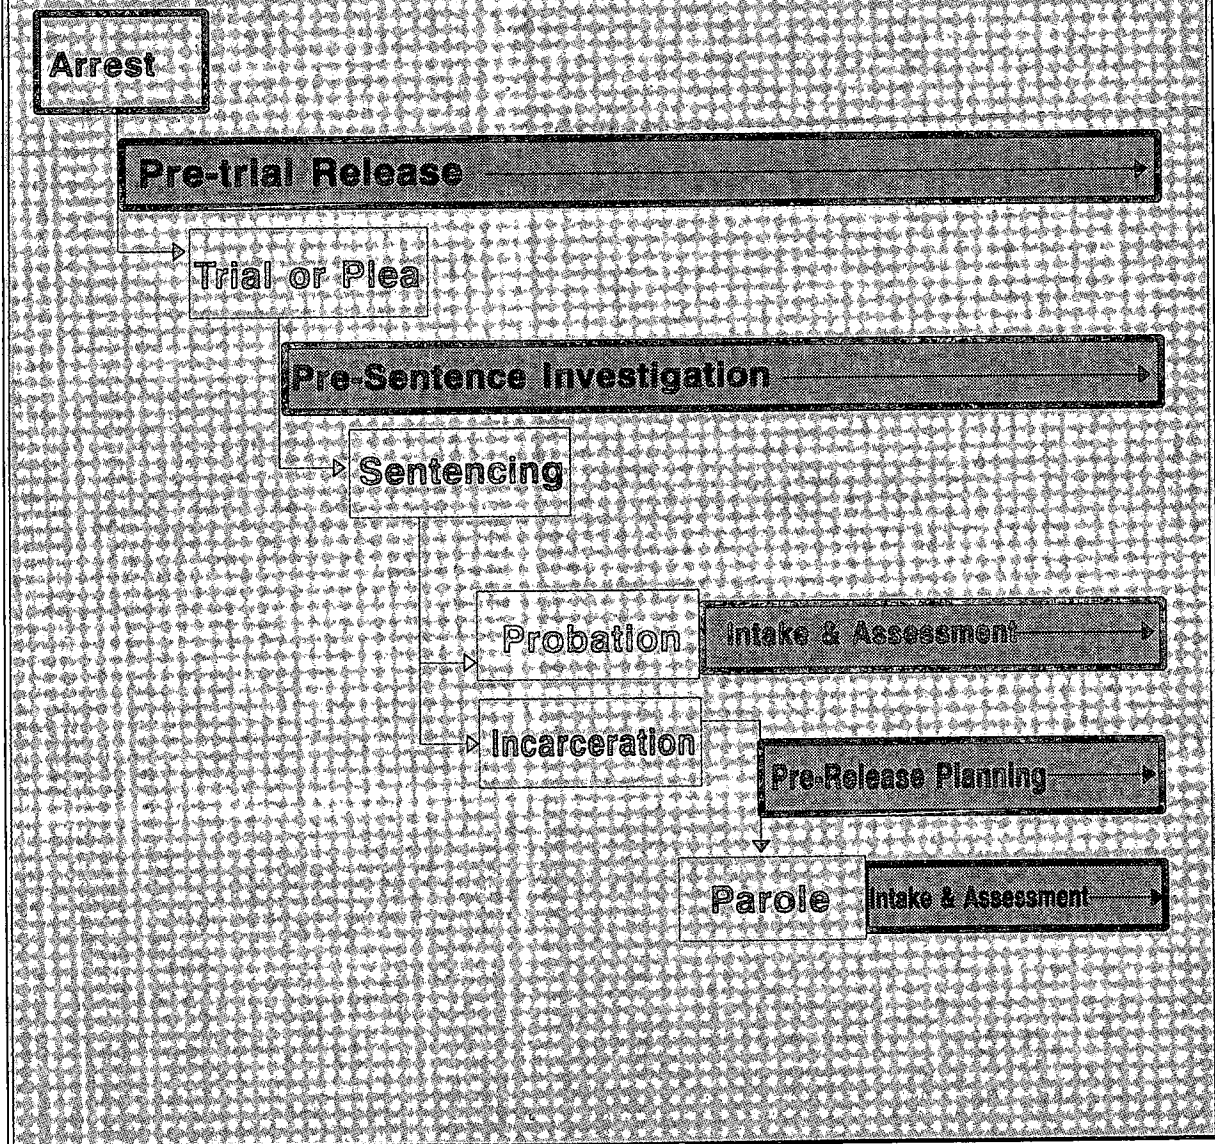 Arrest
Pre-trial Release
Trial or Plea
Pre-Sentence Investigation
Sentencing
Probation
Intake & Assessment
Incarceration
Pre-Release Planning
Parole
Intake & Assessment